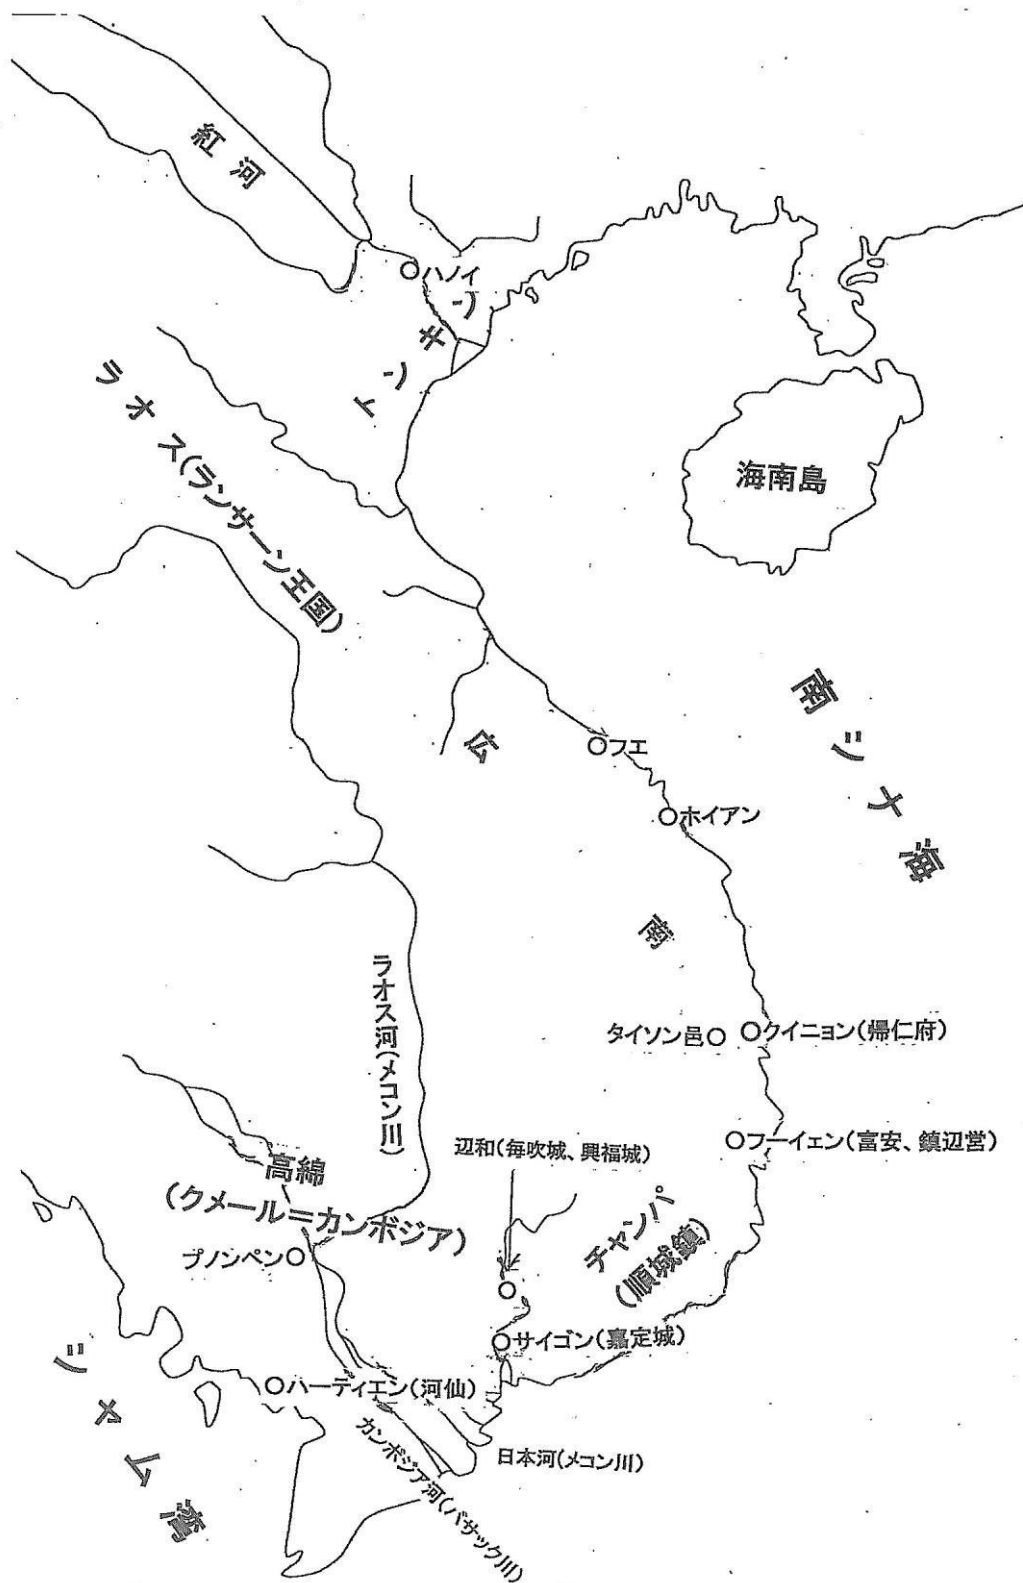 紅河
ハノイ
トンキン
ラオス(ランサーン王国)
海南島
南シナ海
広南
フエ
ホイアン
ラオス河(メコン川)
タイソン邑
クイニョン(帰仁府)
フーイェン(富安、鎮辺営)
辺和(毎吹城、興福城)
高綿
(クメール=カンボジア)
プノンペン
チャンパ
(順城鎮)
サイゴン(嘉定城)
ハーティエン(河仙)
日本河(メコン川)
カンボジア河(バサック川)
シャム湾